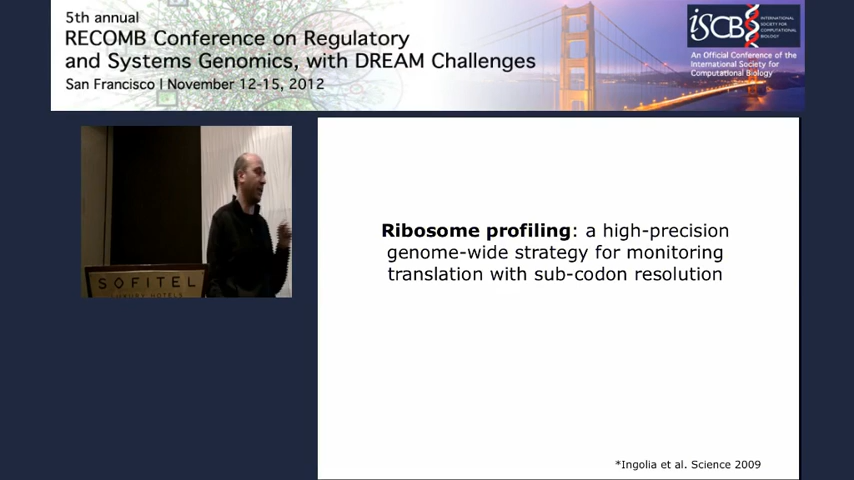 5th annual
RECOMB Conference on Regulatory
and Systems Genomics, with DREAM Challenges
San Francisco | November 12-15, 2012
iSCB
INTERNATIONAL
SOCIETY FOR
COMPUTATIONAL
BIOLOGY
An Official Conference of the
International Society for
Computational Biology
SOFITEL
LUXURY HOTELS
Ribosome profiling: a high-precision
genome-wide strategy for monitoring
translation with sub-codon resolution
*Ingolia et al. Science 2009